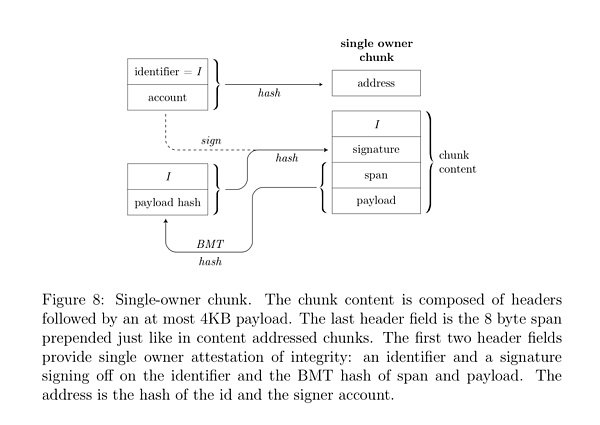 single owner
chunk
identifier = I
account
hash
address
sign
I
signature
span
payload
chunk
content
hash
I
payload hash
BMT
hash
Figure 8: Single-owner chunk. The chunk content is composed of headers
followed by an at most 4KB payload. The last header field is the 8 byte span
prepended just like in content addressed chunks. The first two header fields
provide single owner attestation of integrity: an identifier and a signature
signing off on the identifier and the BMT hash of span and payload. The
address is the hash of the id and the signer account.